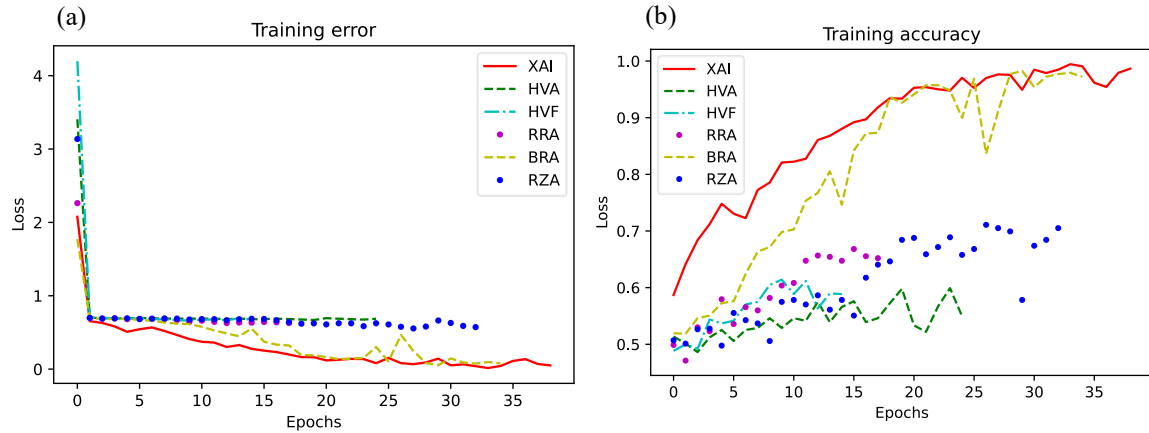 (a)
Training error
Loss
4
3
2
1
0
XAI
HVA
HVF
RRA
BRA
RZA
0 5 10 15 20 25 30 35
Epochs
(b)
Training accuracy
Loss
1.0
0.9
0.8
0.7
0.6
0.5
XAI
HVA
HVF
RRA
BRA
RZA
0 5 10 15 20 25 30 35
Epochs